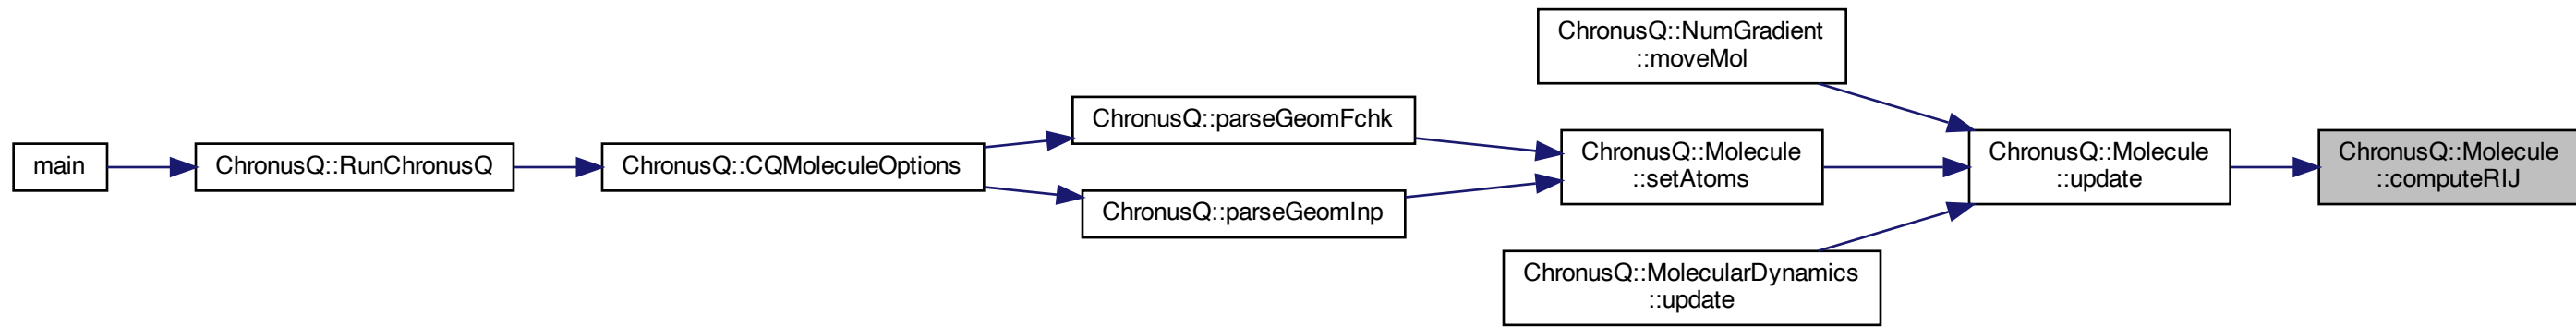 main
ChronusQ::RunChronusQ
ChronusQ::CQMoleculeOptions
ChronusQ::parseGeomFchk
ChronusQ::parseGeomInp
ChronusQ::NumGradient
::moveMol
ChronusQ::Molecule
::setAtoms
ChronusQ::MolecularDynamics
::update
ChronusQ::Molecule
::update
ChronusQ::Molecule
::computeRIJ